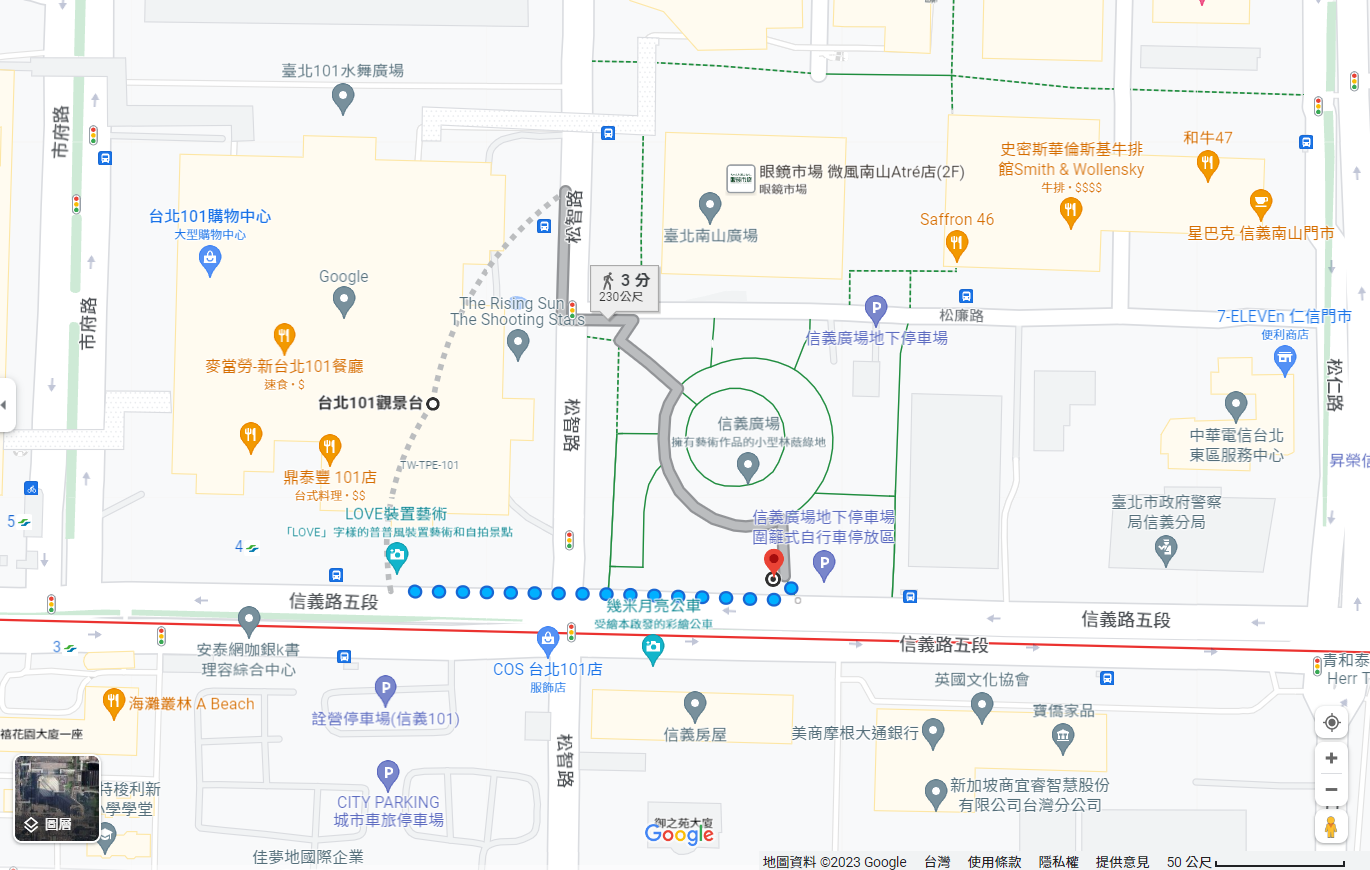 臺北101水舞廣場
市府路
眼鏡市場 微風南山Atré店(2F)
眼鏡市場
臺北南山廣場
史密斯華倫斯基牛排
館Smith & Wollensky
牛排・$$$$
和牛47
Saffron 46
星巴克 信義南山門市
台北101購物中心
大型購物中心
松智路
Google
3 分
230公尺
The Rising Sun
The Shooting Stars
市府路
松廉路
信義廣場地下停車場
7-ELEVEn 仁信門市
便利商店
麥當勞-新台北101餐廳
速食・$
台北101觀景台
松智路
信義廣場
擁有藝術作品的小型林蔭綠地
松仁路
中華電信台北
東區服務中心
昇榮信
TW-TPE-101
鼎泰豐 101店
台式料理・$$
LOVE裝置藝術
「LOVE」字樣的普普風裝置藝術和自拍景點
信義廣場地下停車場
圍籬式自行車停放區
臺北市政府警察
局信義分局
5
4
信義路五段
幾米月亮公車
受繪本啟發的彩繪公車
信義路五段
信義路五段
3
安泰網咖銀k書
理容綜合中心
COS 台北101店
服飾店
青和泰
Herr T
英國文化協會
海灘叢林 A Beach
詮營停車場(信義101)
信義房屋
美商摩根大通銀行
寶僑家品
禧花園大廈一座
松智路
特梭利新
小學學堂
CITY PARKING
城市車旅停車場
新加坡商宜睿智慧股份
有限公司台灣分公司
圖層
御之苑大廈
Google
佳夢地國際企業
地圖資料 ©2023 Google 台灣 使用條款 隱私權 提供意見 50 公尺